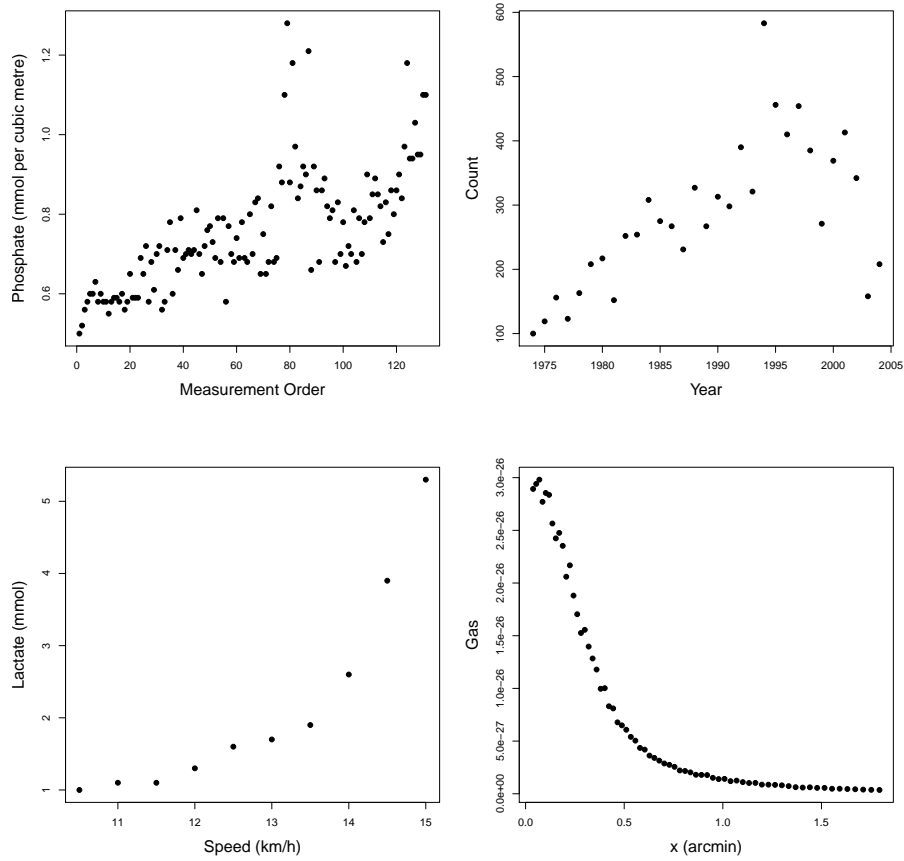 Phosphate (mmol per cubic metre)
1.2
1.0
0.8
0.6
0 20 40 60 80 100 120
Measurement Order
Count
600
500
400
300
200
100
1975 1980 1985 1990 1995 2000 2005
Year
Lactate (mmol)
5
4
3
2
1
11 12 13 14 15
Speed (km/h)
Gas
3.0e−26
2.5e−26
2.0e−26
1.5e−26
1.0e−26
5.0e−27
0.0e+00
0.0 0.5 1.0 1.5
x (arcmin)